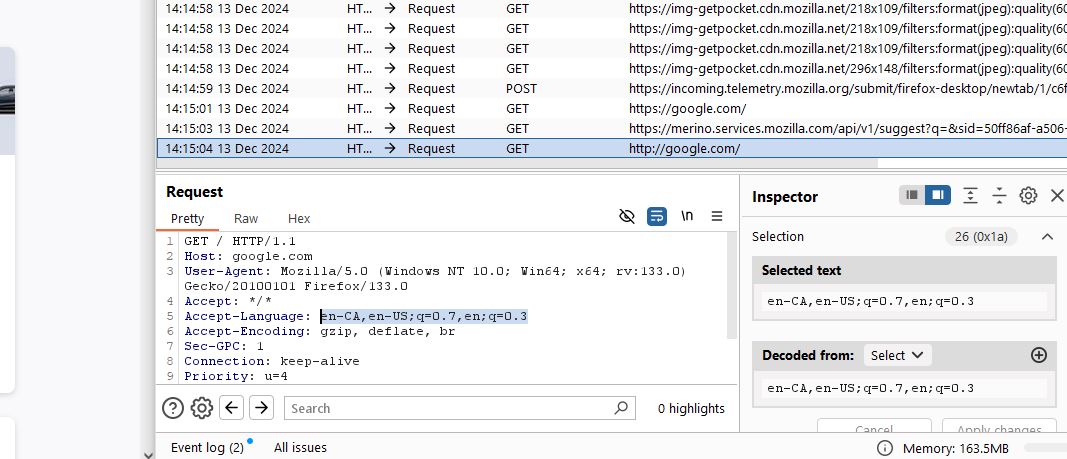 14:14:58 13 Dec 2024 HT... → Request GET https://img-getpocket.cdn.mozilla.net/218x109/filters:format(jpeg):quality(60
14:14:58 13 Dec 2024 HT... → Request GET https://img-getpocket.cdn.mozilla.net/218x109/filters:format(jpeg):quality(60
14:14:58 13 Dec 2024 HT... → Request GET https://img-getpocket.cdn.mozilla.net/218x109/filters:format(jpeg):quality(60
14:14:58 13 Dec 2024 HT... → Request GET https://img-getpocket.cdn.mozilla.net/296x148/filters:format(jpeg):quality(60
14:14:59 13 Dec 2024 HT... → Request POST https://incoming.telemetry.mozilla.org/submit/firefox-desktop/newtab/1/c6f
14:15:01 13 Dec 2024 HT... → Request GET https://google.com/
14:15:03 13 Dec 2024 HT... → Request GET https://merino.services.mozilla.com/api/v1/suggest?q=&sid=50ff86af-a506-
14:15:04 13 Dec 2024 HT... → Request GET http://google.com/
Request
Pretty Raw Hex \n
1 GET / HTTP/1.1
2 Host: google.com
3 User-Agent: Mozilla/5.0 (Windows NT 10.0; Win64; x64; rv:133.0)
Gecko/20100101 Firefox/133.0
4 Accept: */*
5 Accept-Language: en-CA,en-US;q=0.7,en;q=0.3
6 Accept-Encoding: gzip, deflate, br
7 Sec-GPC: 1
8 Connection: keep-alive
9 Priority: u=4
Search 0 highlights
Inspector
Selection 26 (0x1a)
Selected text
en-CA,en-US;q=0.7,en;q=0.3
Decoded from: Select
en-CA,en-US;q=0.7,en;q=0.3
Cancel Apply changes
Event log (2) All issues Memory: 163.5MB